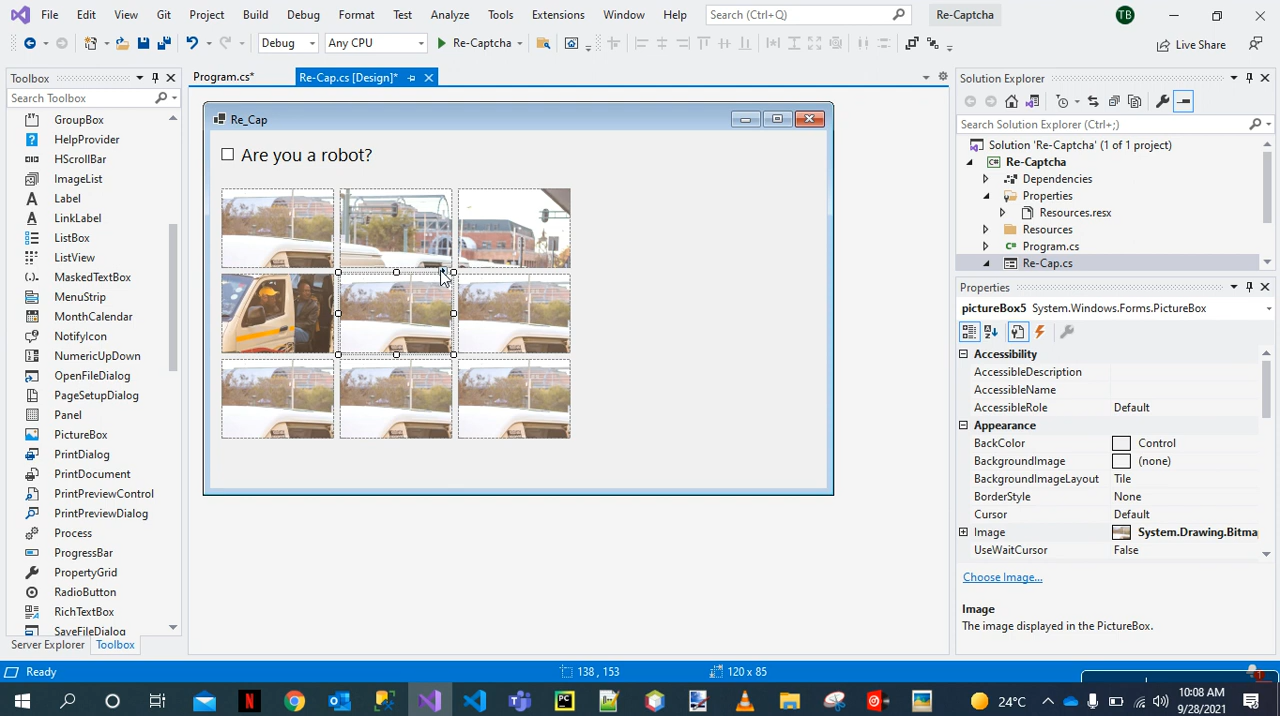 File Edit View Git Project Build Debug Format Test Analyze Tools Extensions Window Help Search (Ctrl+Q) Re-Captcha TB
Debug Any CPU Re-Captcha Live Share
Toolbox
Search Toolbox
GroupBox
HelpProvider
HScrollBar
ImageList
Label
LinkLabel
ListBox
ListView
MaskedTextBox
MenuStrip
MonthCalendar
NotifyIcon
NumericUpDown
OpenFileDialog
PageSetupDialog
Panel
PictureBox
PrintDialog
PrintDocument
PrintPreviewControl
PrintPreviewDialog
Process
ProgressBar
PropertyGrid
RadioButton
RichTextBox
SaveFileDialog
Server Explorer Toolbox
Program.cs* Re-Cap.cs [Design]*
Re_Cap
Are you a robot?
Solution Explorer
Search Solution Explorer (Ctrl+;)
Solution 'Re-Captcha' (1 of 1 project)
Re-Captcha
Dependencies
Properties
Resources.resx
Resources
Program.cs
Re-Cap.cs
Properties
pictureBox5 System.Windows.Forms.PictureBox
Accessibility
AccessibleDescription
AccessibleName
AccessibleRole Default
Appearance
BackColor Control
BackgroundImage (none)
BackgroundImageLayout Tile
BorderStyle None
Cursor Default
Image System.Drawing.Bitma
UseWaitCursor False
Choose Image...
Image
The image displayed in the PictureBox.
Ready 138 , 153 120 x 85
24°C 10:08 AM
9/28/2021